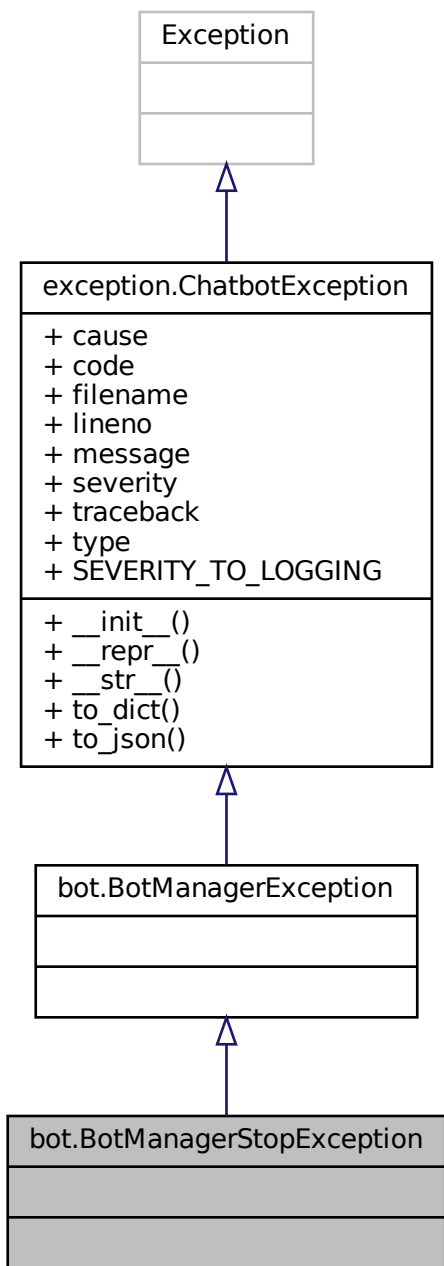 Exception
exception.ChatbotException
+ cause
+ code
+ filename
+ lineno
+ message
+ severity
+ traceback
+ type
+ SEVERITY_TO_LOGGING
+ __init__()
+ __repr__()
+ __str__()
+ to_dict()
+ to_json()
bot.BotManagerException
bot.BotManagerStopException